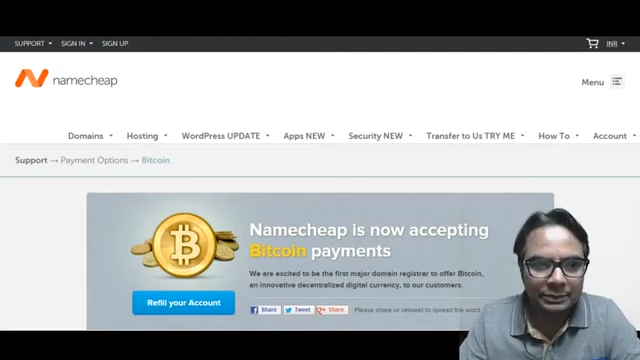 SUPPORT SIGN IN SIGN UP INR
namecheap Menu
Domains Hosting WordPress UPDATE Apps NEW Security NEW Transfer to Us TRY ME How To Account
Support → Payment Options → Bitcoin
Namecheap is now accepting
Bitcoin payments
We are excited to be the first major domain registrar to offer Bitcoin,
an innovative decentralized digital currency, to our customers.
Refill your Account
Share Tweet Share Please share or retweet to spread the word.